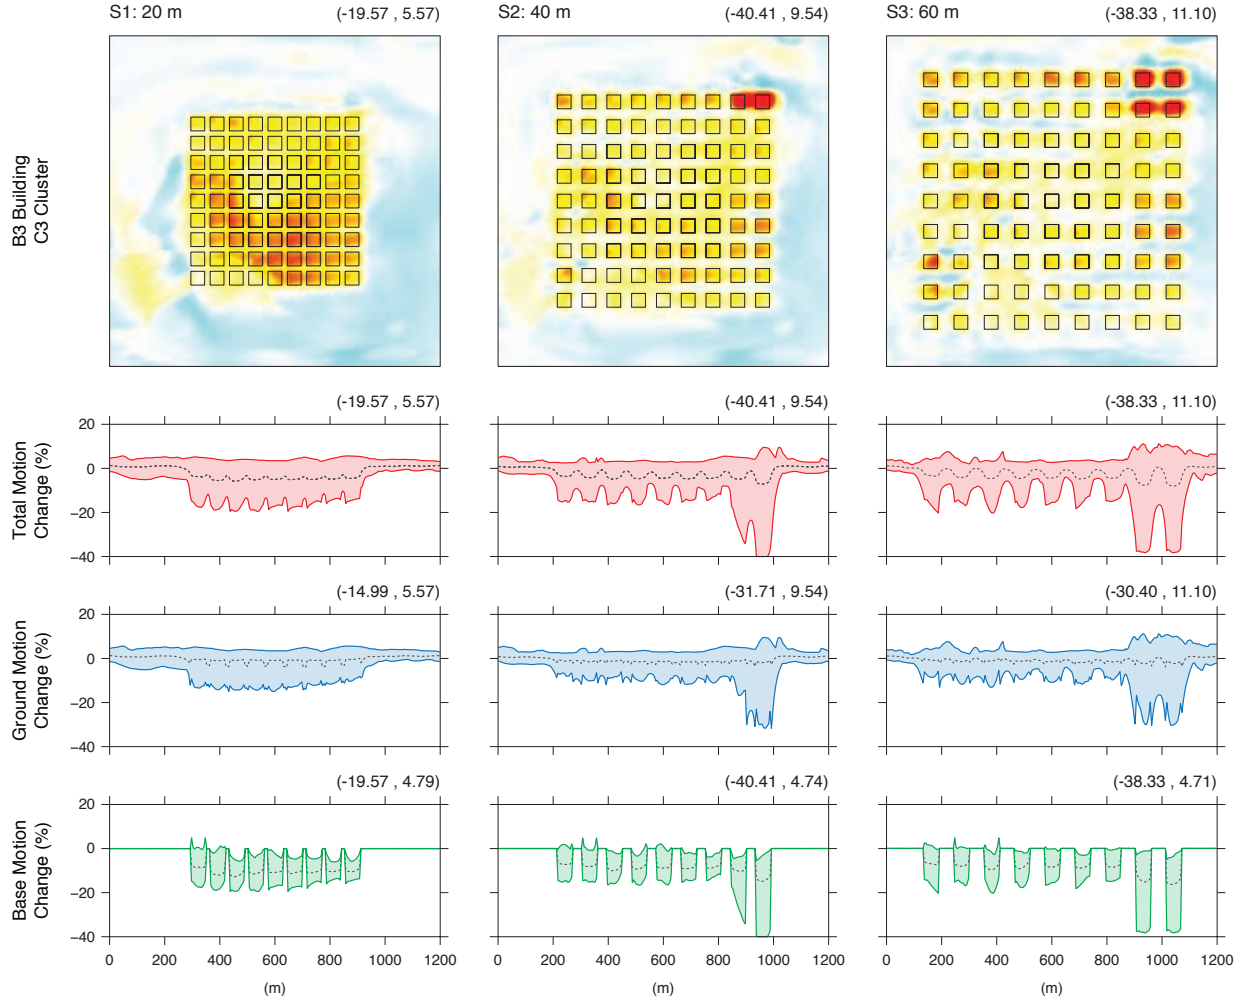 S1: 20 m (-19.57 , 5.57) S2: 40 m (-40.41 , 9.54) S3: 60 m (-38.33 , 11.10)
B3 Building
C3 Cluster
(-19.57 , 5.57) (-40.41 , 9.54) (-38.33 , 11.10)
Total Motion
Change (%)
20
0
−20
−40
(-14.99 , 5.57) (-31.71 , 9.54) (-30.40 , 11.10)
Ground Motion
Change (%)
20
0
−20
−40
(-19.57 , 4.79) (-40.41 , 4.74) (-38.33 , 4.71)
Base Motion
Change (%)
20
0
−20
−40
0 200 400 600 800 1000 1200 0 200 400 600 800 1000 1200 0 200 400 600 800 1000 1200
(m) (m) (m)